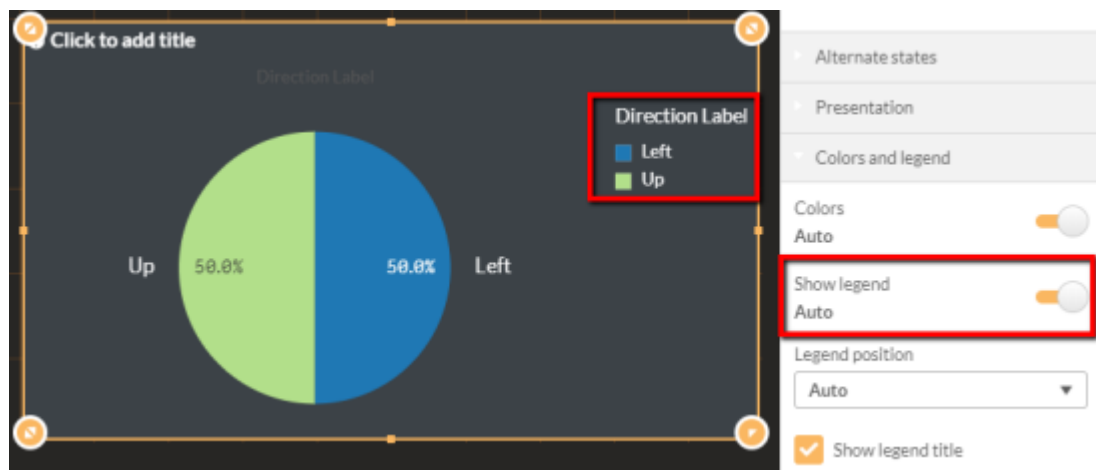 Click to add title
Direction Label
Direction Label
Left
Up
Up
50.0%
50.0%
Left
Alternate states
Presentation
Colors and legend
Colors
Auto
Show legend
Auto
Legend position
Auto
Show legend title